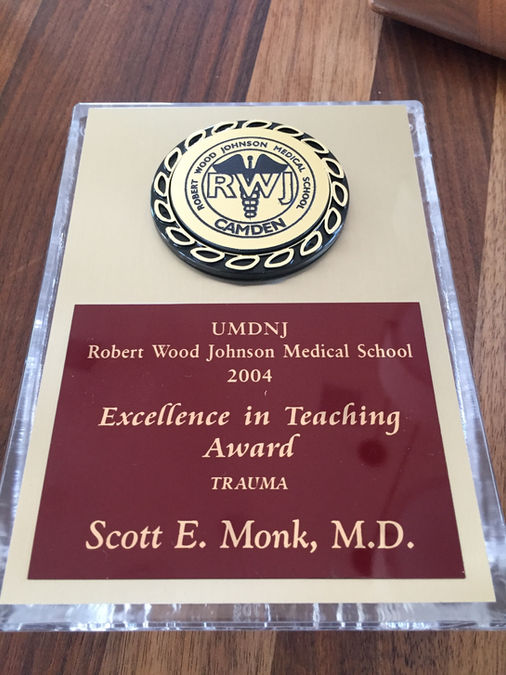 ROBERT WOOD JOHNSON MEDICAL SCHOOL
RWJ
CAMDEN
UMDNJ
Robert Wood Johnson Medical School
2004
Excellence in Teaching
Award
TRAUMA
Scott E. Monk, M.D.